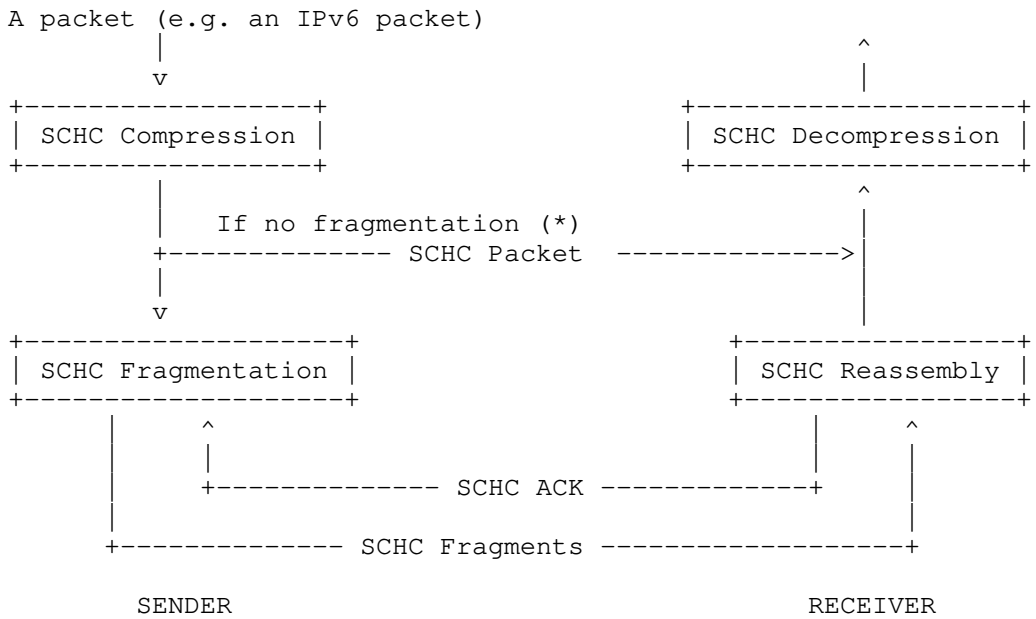 A packet (e.g. an IPv6 packet)
SCHC Compression
SCHC Decompression
If no fragmentation (*)
SCHC Packet
SCHC Fragmentation
SCHC Reassembly
SCHC ACK
SCHC Fragments
SENDER
RECEIVER